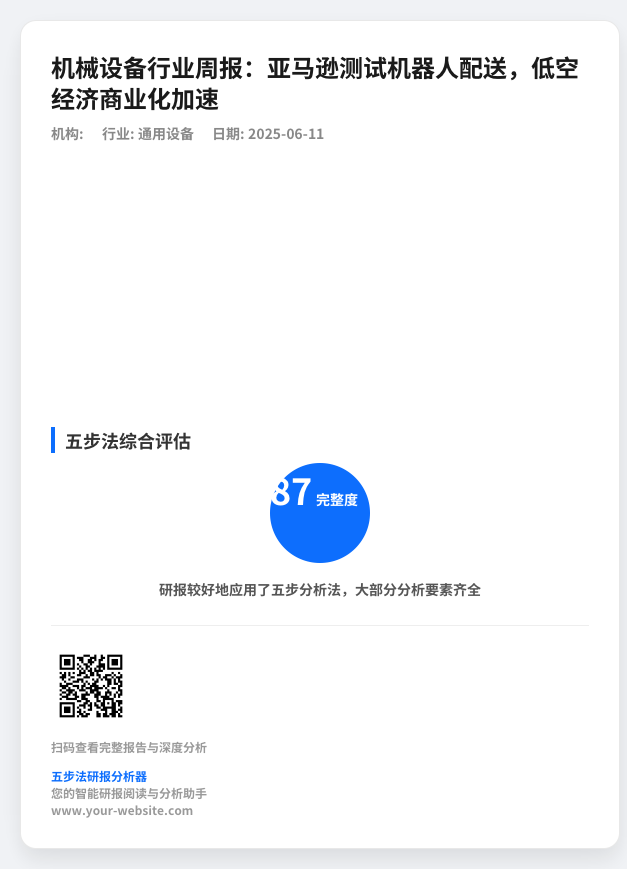 机械设备行业周报：亚马逊测试机器人配送，低空
经济商业化加速
机构: 行业: 通用设备 日期: 2025-06-11
五步法综合评估
87 完整度
研报较好地应用了五步分析法，大部分分析要素齐全
扫码查看完整报告与深度分析
五步法研报分析器
您的智能研报阅读与分析助手
www.your-website.com